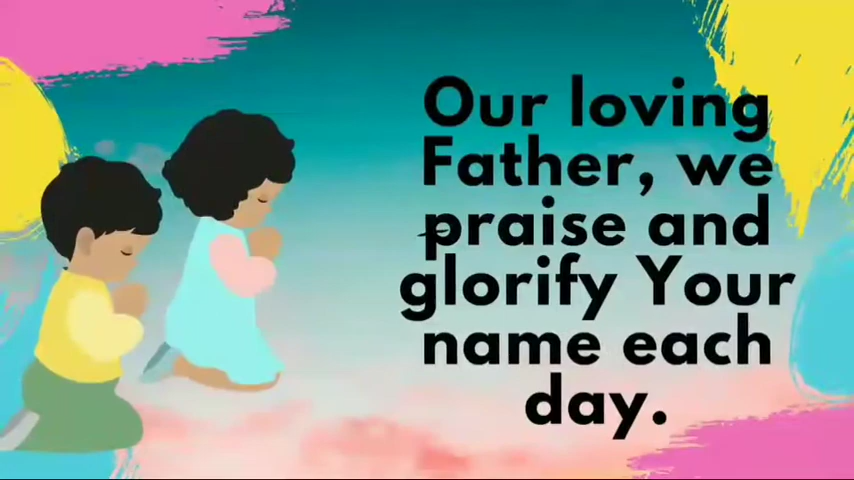 Our loving
Father, we
praise and
glorify Your
name each
day.